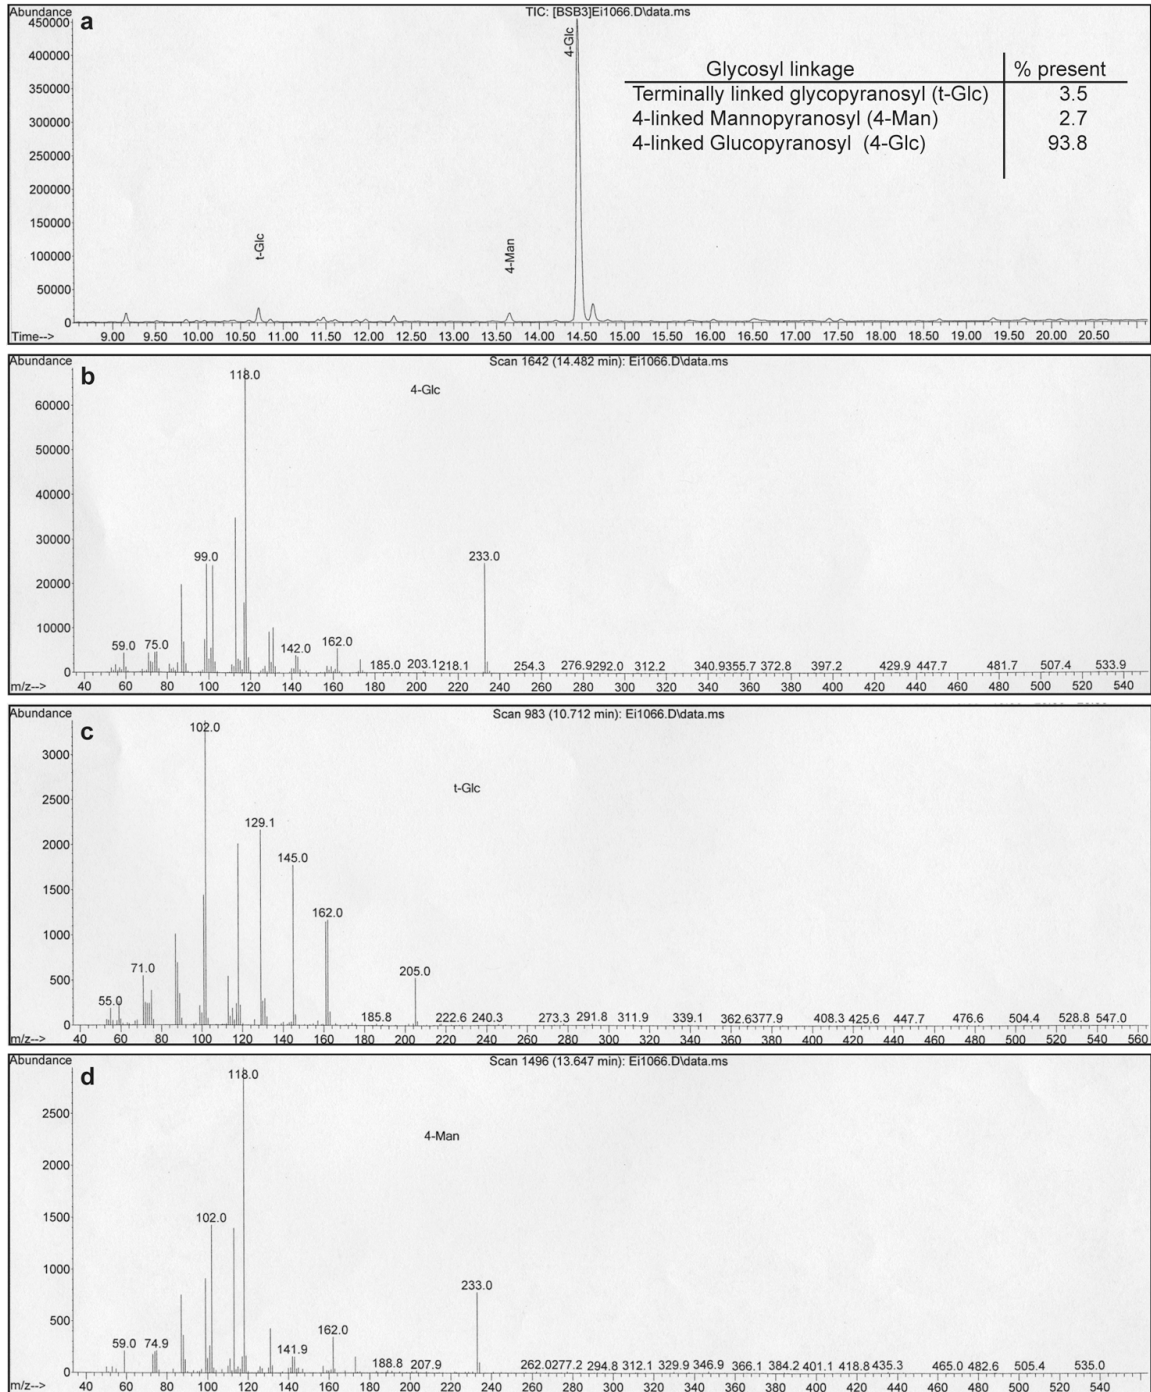 Abundance
TIC: [BSB3]Ei1066.D\data.ms
a
450000
400000
350000
300000
250000
200000
150000
100000
50000
0
t-Glc
4-Man
4-Glc
Glycosyl linkage % present
Terminally linked glycopyranosyl (t-Glc) 3.5
4-linked Mannopyranosyl (4-Man) 2.7
4-linked Glucopyranosyl (4-Glc) 93.8
Time--> 9.00 9.50 10.00 10.50 11.00 11.50 12.00 12.50 13.00 13.50 14.00 14.50 15.00 15.50 16.00 16.50 17.00 17.50 18.00 18.50 19.00 19.50 20.00 20.50
Abundance
Scan 1642 (14.482 min): Ei1066.D\data.ms
b
118.0
4-Glc
60000
50000
40000
30000
20000
10000
0
99.0
233.0
59.0 75.0 142.0 162.0
185.0 203.1 218.1 254.3 276.9 292.0 312.2 340.9 355.7 372.8 397.2 429.9 447.7 481.7 507.4 533.9
m/z--> 40 60 80 100 120 140 160 180 200 220 240 260 280 300 320 340 360 380 400 420 440 460 480 500 520 540
Abundance
Scan 983 (10.712 min): Ei1066.D\data.ms
c
102.0
t-Glc
3000
2500
2000
1500
1000
500
0
129.1
145.0
162.0
71.0 205.0
55.0
185.8 222.6 240.3 273.3 291.8 311.9 339.1 362.6 377.9 408.3 425.6 447.7 476.6 504.4 528.8 547.0
m/z--> 40 60 80 100 120 140 160 180 200 220 240 260 280 300 320 340 360 380 400 420 440 460 480 500 520 540 560
Abundance
Scan 1496 (13.647 min): Ei1066.D\data.ms
d
118.0
4-Man
2500
2000
1500
1000
500
0
102.0
233.0
59.0 74.9 141.9 162.0
188.8 207.9 262.0 277.2 294.8 312.1 329.9 346.9 366.1 384.2 401.1 418.8 435.3 465.0 482.6 505.4 535.0
m/z--> 40 60 80 100 120 140 160 180 200 220 240 260 280 300 320 340 360 380 400 420 440 460 480 500 520 540